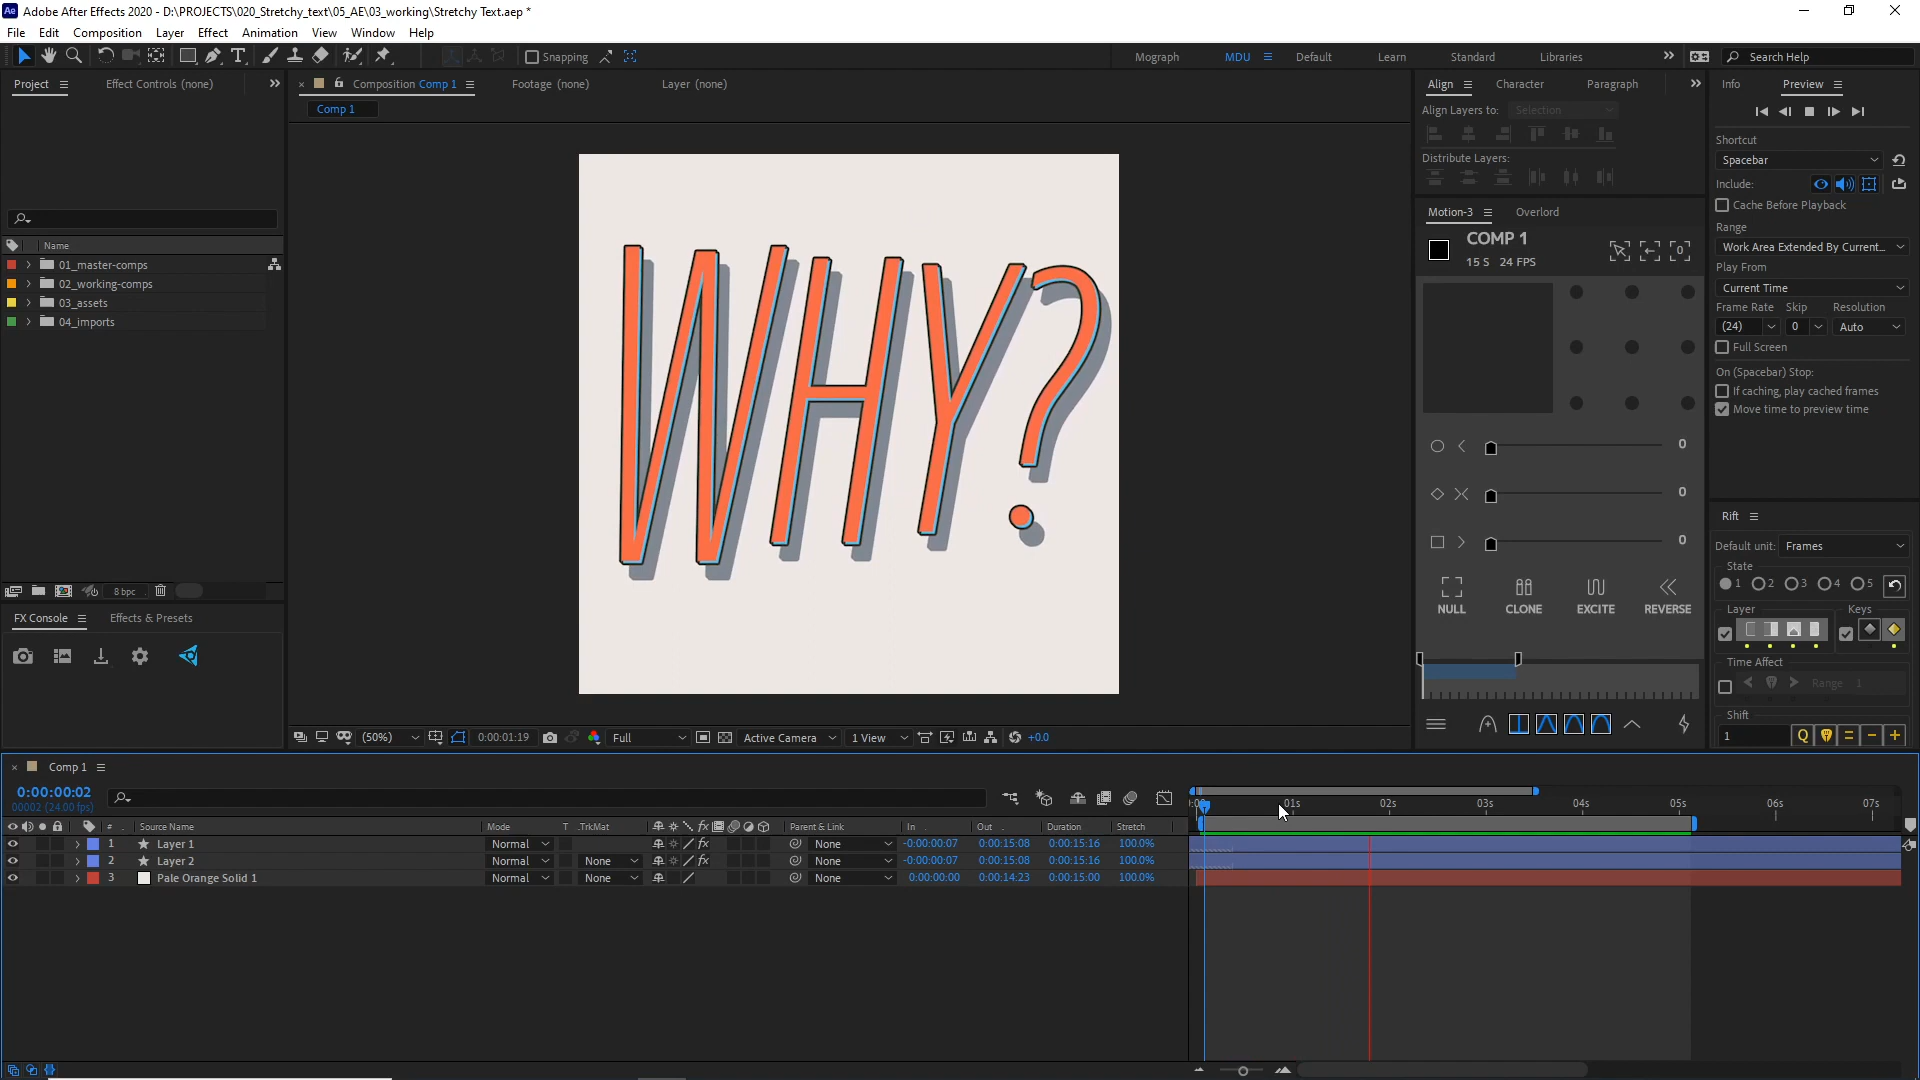 Ae Adobe After Effects 2020 - D:\PROJECTS\020_Stretchy_text\05_AE\03_working\Stretchy Text.aep *
File Edit Composition Layer Effect Animation View Window Help
Snapping
Mograph MDU Default Learn Standard Libraries
Search Help
Project Effect Controls (none)
Composition Comp 1 Footage (none) Layer (none)
Comp 1
Name
01_master-comps
02_working-comps
03_assets
04_imports
8 bpc
FX Console Effects & Presets
WHY?
(50%) 0:00:01:19 Full Active Camera 1 View +0.0
Align Character Paragraph
Align Layers to: Selection
Distribute Layers:
Motion-3 Overlord
COMP 1
15 S 24 FPS
0
0
0
NULL CLONE EXCITE REVERSE
Info Preview
Shortcut
Spacebar
Include:
Cache Before Playback
Range
Work Area Extended By Current...
Play From
Current Time
Frame Rate Skip Resolution
(24) 0 Auto
Full Screen
On (Spacebar) Stop:
If caching, play cached frames
Move time to preview time
Rift
Default unit: Frames
State
1 2 3 4 5
Layer Keys
Time Affect
Range 1
Shift
1 Q
Comp 1
0:00:00:02
00002 (24.00 fps)
01s 02s 03s 04s 05s 06s 07s
# Source Name Mode T .TrkMat Parent & Link In Out Duration Stretch
1 Layer 1 Normal None -0:00:00:07 0:00:15:08 0:00:15:16 100.0%
2 Layer 2 Normal None None -0:00:00:07 0:00:15:08 0:00:15:16 100.0%
3 Pale Orange Solid 1 Normal None None 0:00:00:00 0:00:14:23 0:00:15:00 100.0%